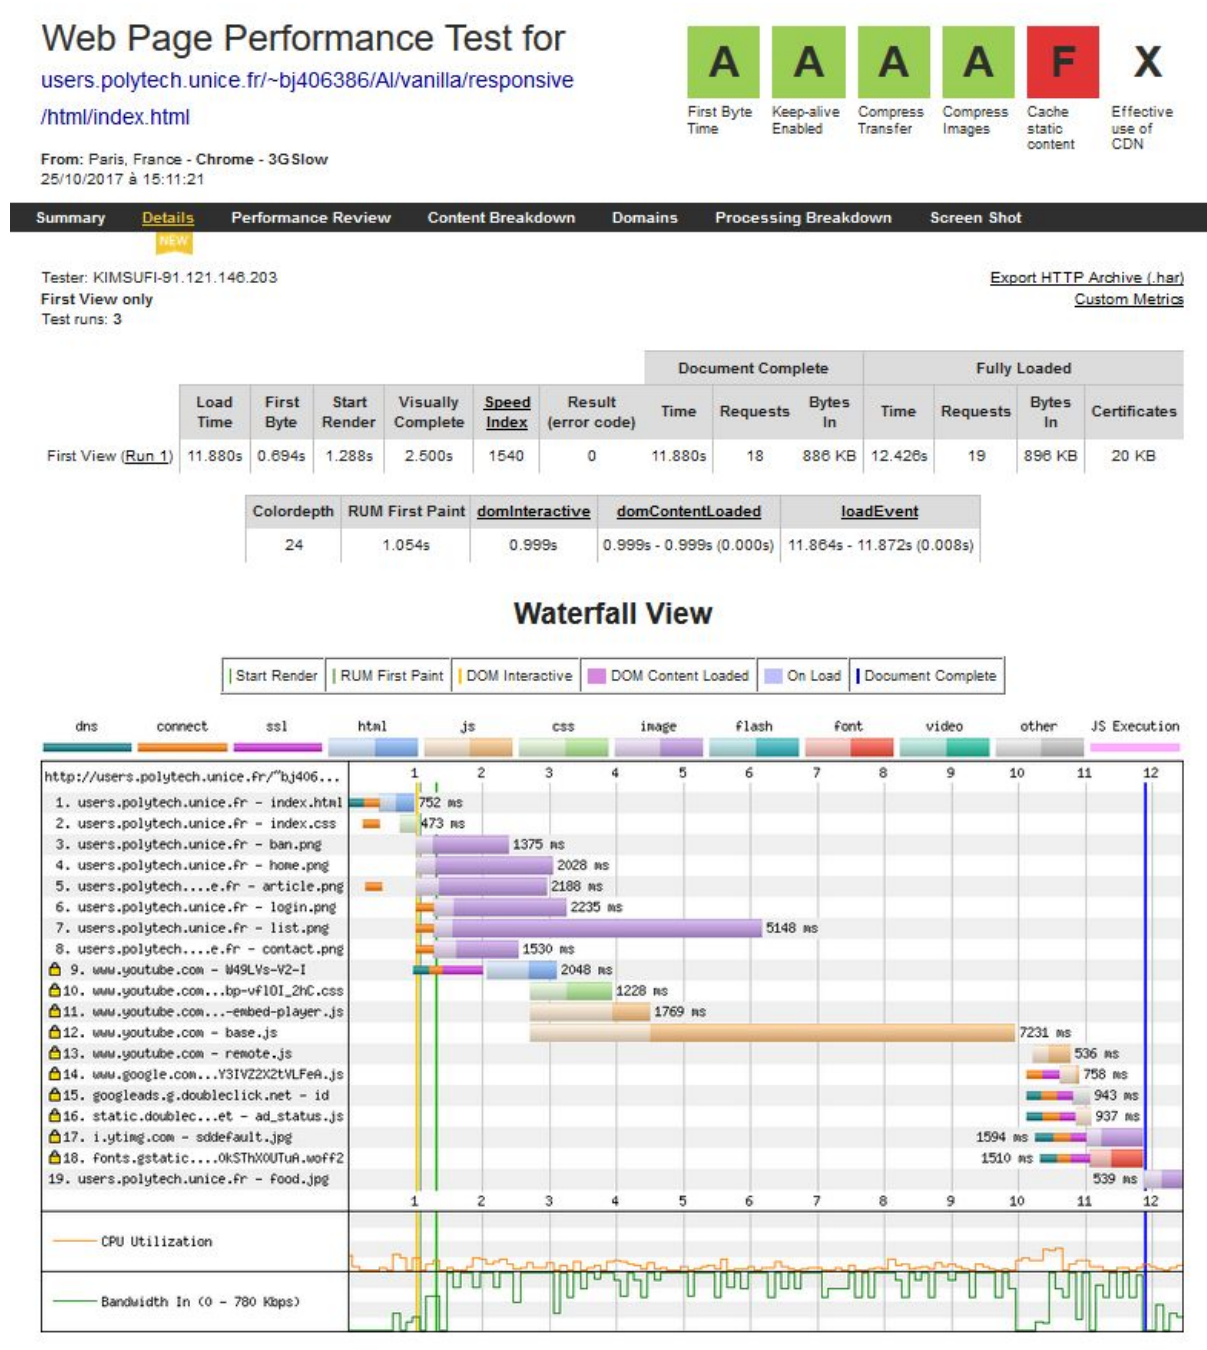 Web Page Performance Test for
users.polytech.unice.fr/~bj406386/AI/vanilla/responsive
/html/index.html
From: Paris, France - Chrome - 3GSlow
25/10/2017 à 15:11:21
A A A A F X
First Byte Time
Keep-alive Enabled
Compress Transfer
Compress Images
Cache static content
Effective use of CDN
Summary Details Performance Review Content Breakdown Domains Processing Breakdown Screen Shot
NEW
Tester: KIMSUFI-91.121.146.203
First View only
Test runs: 3
Export HTTP Archive (.har)
Custom Metrics
Document Complete Fully Loaded
Load Time First Byte Start Render Visually Complete Speed Index Result (error code) Time Requests Bytes In Time Requests Bytes In Certificates
First View (Run 1) 11.880s 0.694s 1.288s 2.500s 1540 0 11.880s 18 886 KB 12.426s 19 896 KB 20 KB
Colordepth RUM First Paint domInteractive domContentLoaded loadEvent
24 1.054s 0.999s 0.999s - 0.999s (0.000s) 11.864s - 11.872s (0.008s)
Waterfall View
Start Render RUM First Paint DOM Interactive DOM Content Loaded On Load Document Complete
dns connect ssl html js css image flash font video other JS Execution
http://users.polytech.unice.fr/~bj406... 1 2 3 4 5 6 7 8 9 10 11 12
1. users.polytech.unice.fr - index.html 752 ms
2. users.polytech.unice.fr - index.css 473 ms
3. users.polytech.unice.fr - ban.png 1375 ms
4. users.polytech.unice.fr - home.png 2028 ms
5. users.polytech....e.fr - article.png 2188 ms
6. users.polytech.unice.fr - login.png 2235 ms
7. users.polytech.unice.fr - list.png 5148 ms
8. users.polytech....e.fr - contact.png 1530 ms
9. www.youtube.com - W49LVs-V2-I 2048 ms
10. www.youtube.com...bp-vflOI_2hC.css 1228 ms
11. www.youtube.com...-embed-player.js 1769 ms
12. www.youtube.com - base.js 7231 ms
13. www.youtube.com - remote.js 536 ms
14. www.google.com...Y3IVZ2X2tVLFeA.js 758 ms
15. googleads.g.doubleclick.net - id 943 ms
16. static.doublec...et - ad_status.js 937 ms
17. i.ytimg.com - sddefault.jpg 1594 ms
18. fonts.gstatic....OkSThXOUTuA.woff2 1510 ms
19. users.polytech.unice.fr - food.jpg 539 ms
1 2 3 4 5 6 7 8 9 10 11 12
CPU Utilization
Bandwidth In (0 - 780 Kbps)